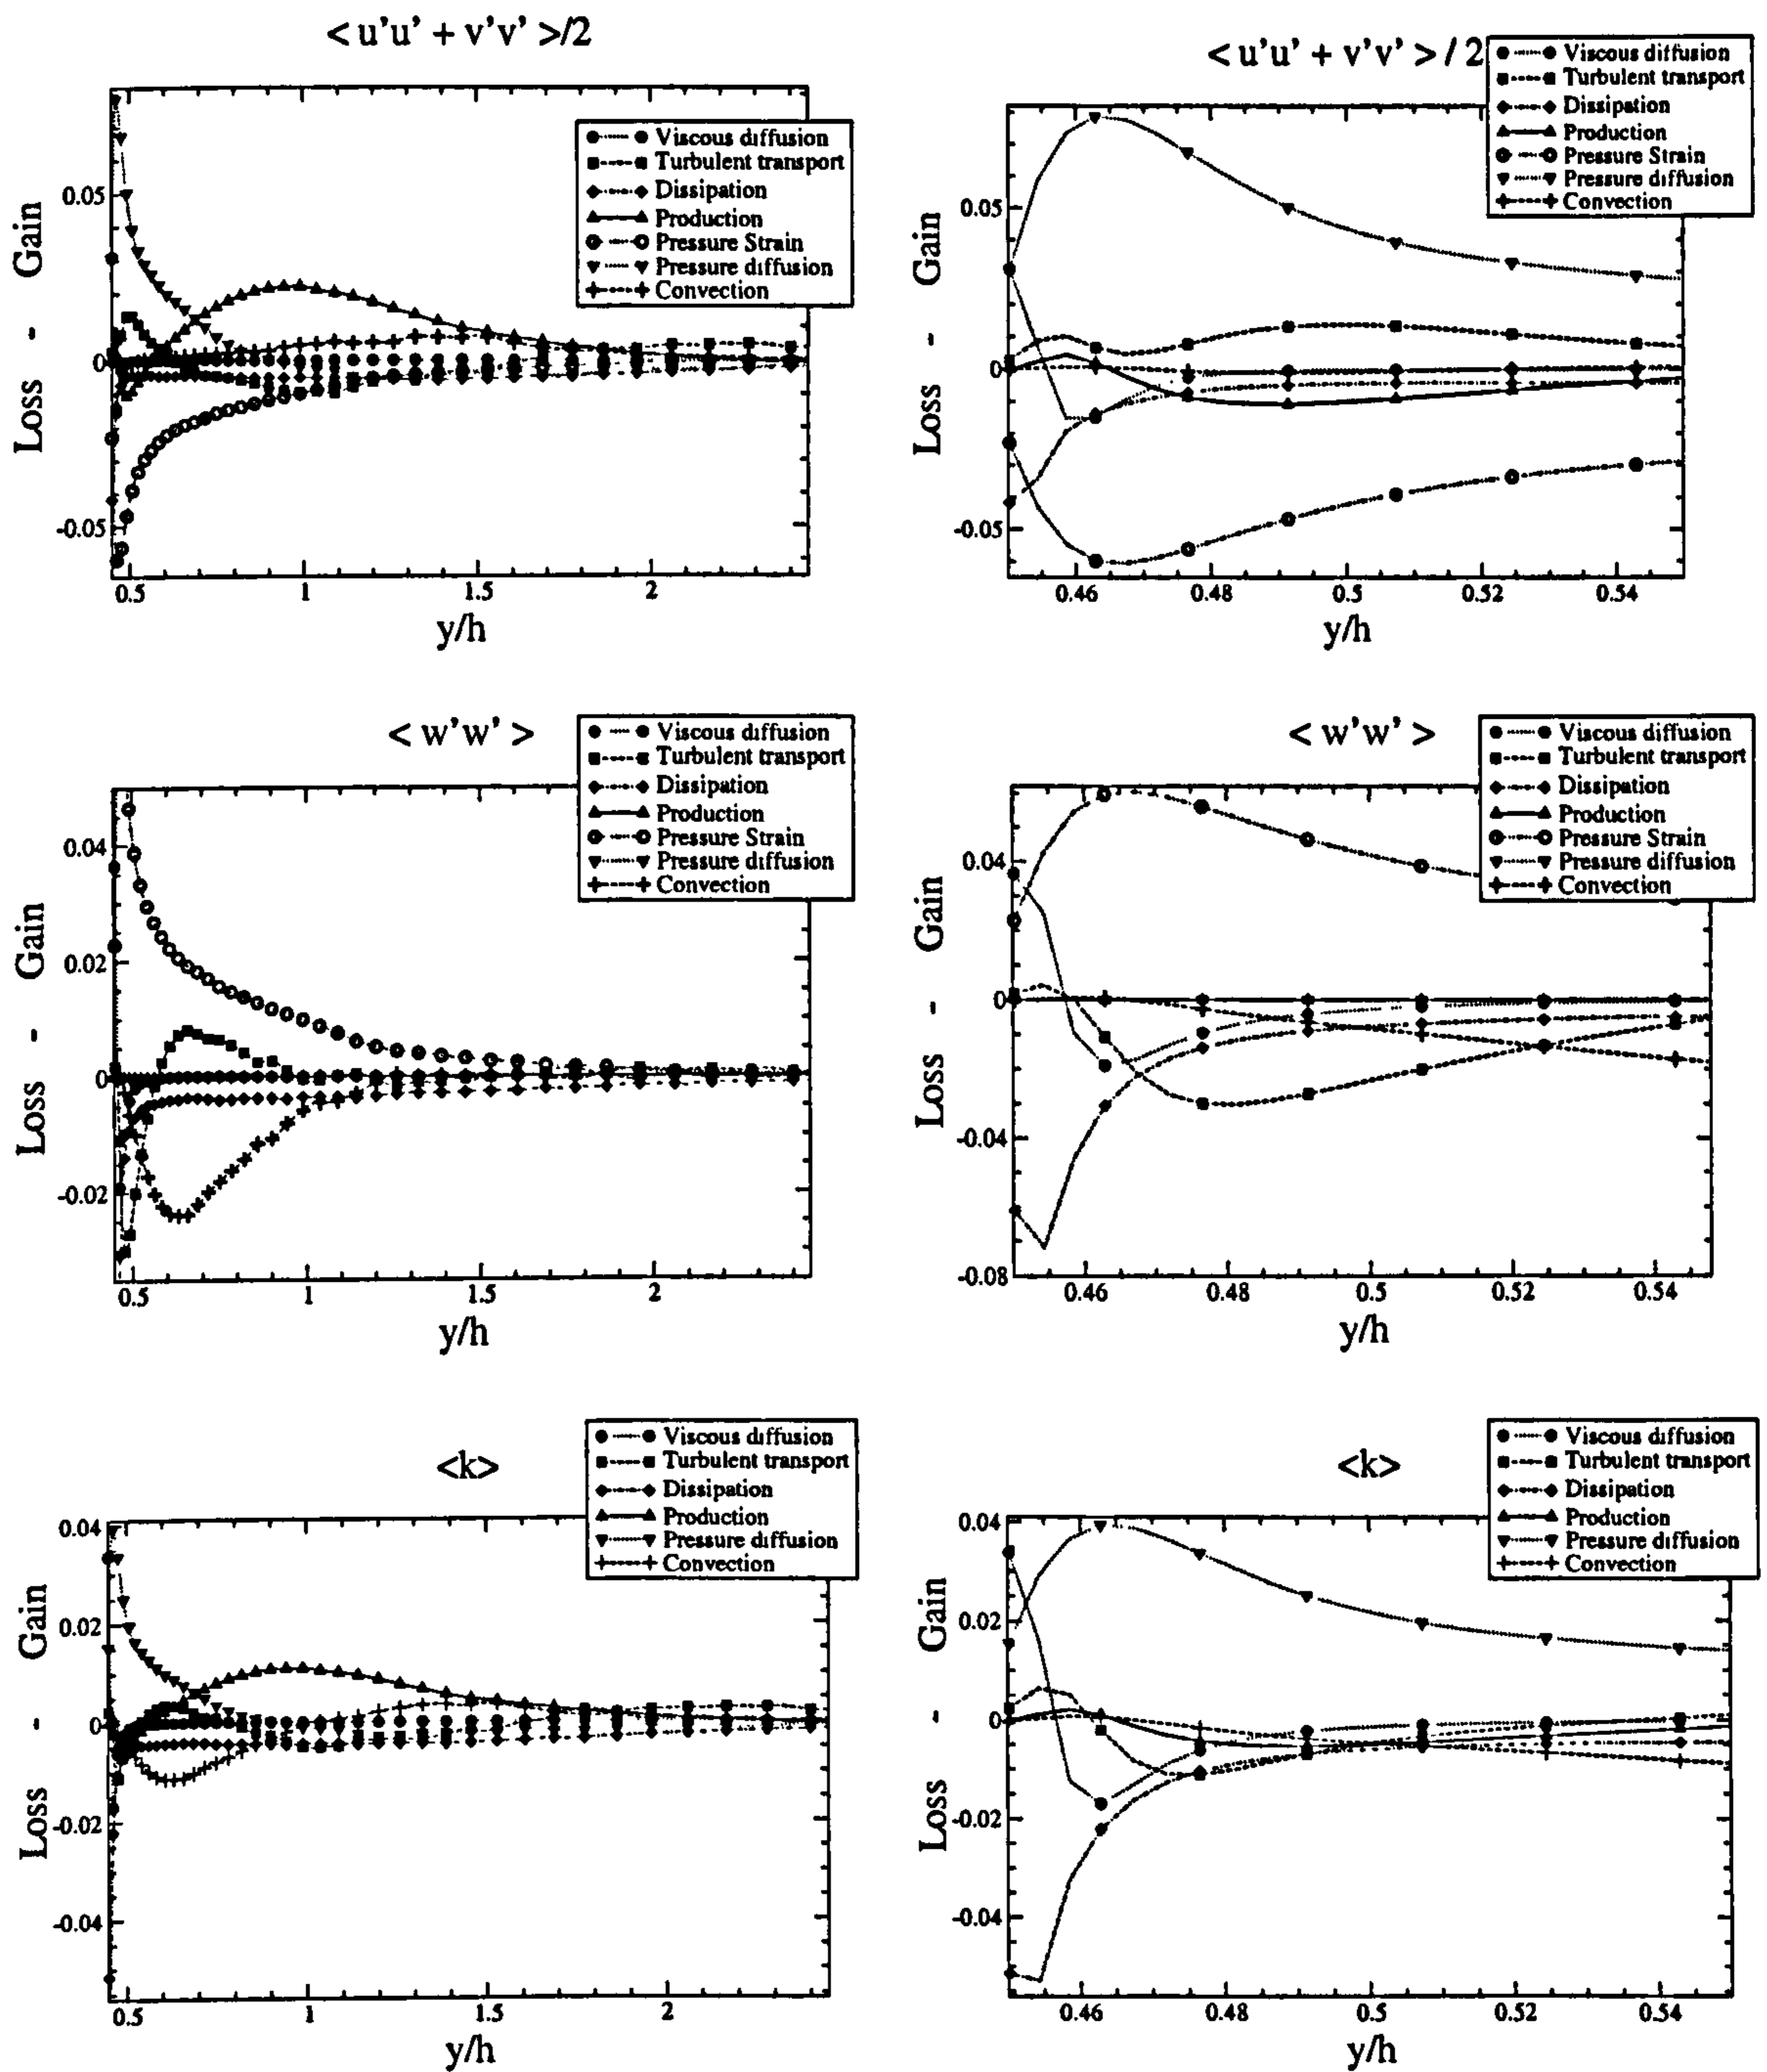 < u'u' + v'v' >/2
Viscous diffusion
Turbulent transport
Dissipation
Production
Pressure Strain
Pressure diffusion
Convection
Loss - Gain
0.05
0
-0.05
0.5 1 1.5 2
y/h
< u'u' + v'v' > / 2
Viscous diffusion
Turbulent transport
Dissipation
Production
Pressure Strain
Pressure diffusion
Convection
Loss - Gain
0.05
0
-0.05
0.46 0.48 0.5 0.52 0.54
y/h
< w'w' >
Viscous diffusion
Turbulent transport
Dissipation
Production
Pressure Strain
Pressure diffusion
Convection
Loss - Gain
0.04
0.02
0
-0.02
0.5 1 1.5 2
y/h
< w'w' >
Viscous diffusion
Turbulent transport
Dissipation
Production
Pressure Strain
Pressure diffusion
Convection
Loss - Gain
0.04
0
-0.04
-0.08
0.46 0.48 0.5 0.52 0.54
y/h
<k>
Viscous diffusion
Turbulent transport
Dissipation
Production
Pressure diffusion
Convection
Loss - Gain
0.04
0.02
0
-0.02
-0.04
0.5 1 1.5 2
y/h
<k>
Viscous diffusion
Turbulent transport
Dissipation
Production
Pressure diffusion
Convection
Loss - Gain
0.04
0.02
0
-0.02
-0.04
0.46 0.48 0.5 0.52 0.54
y/h